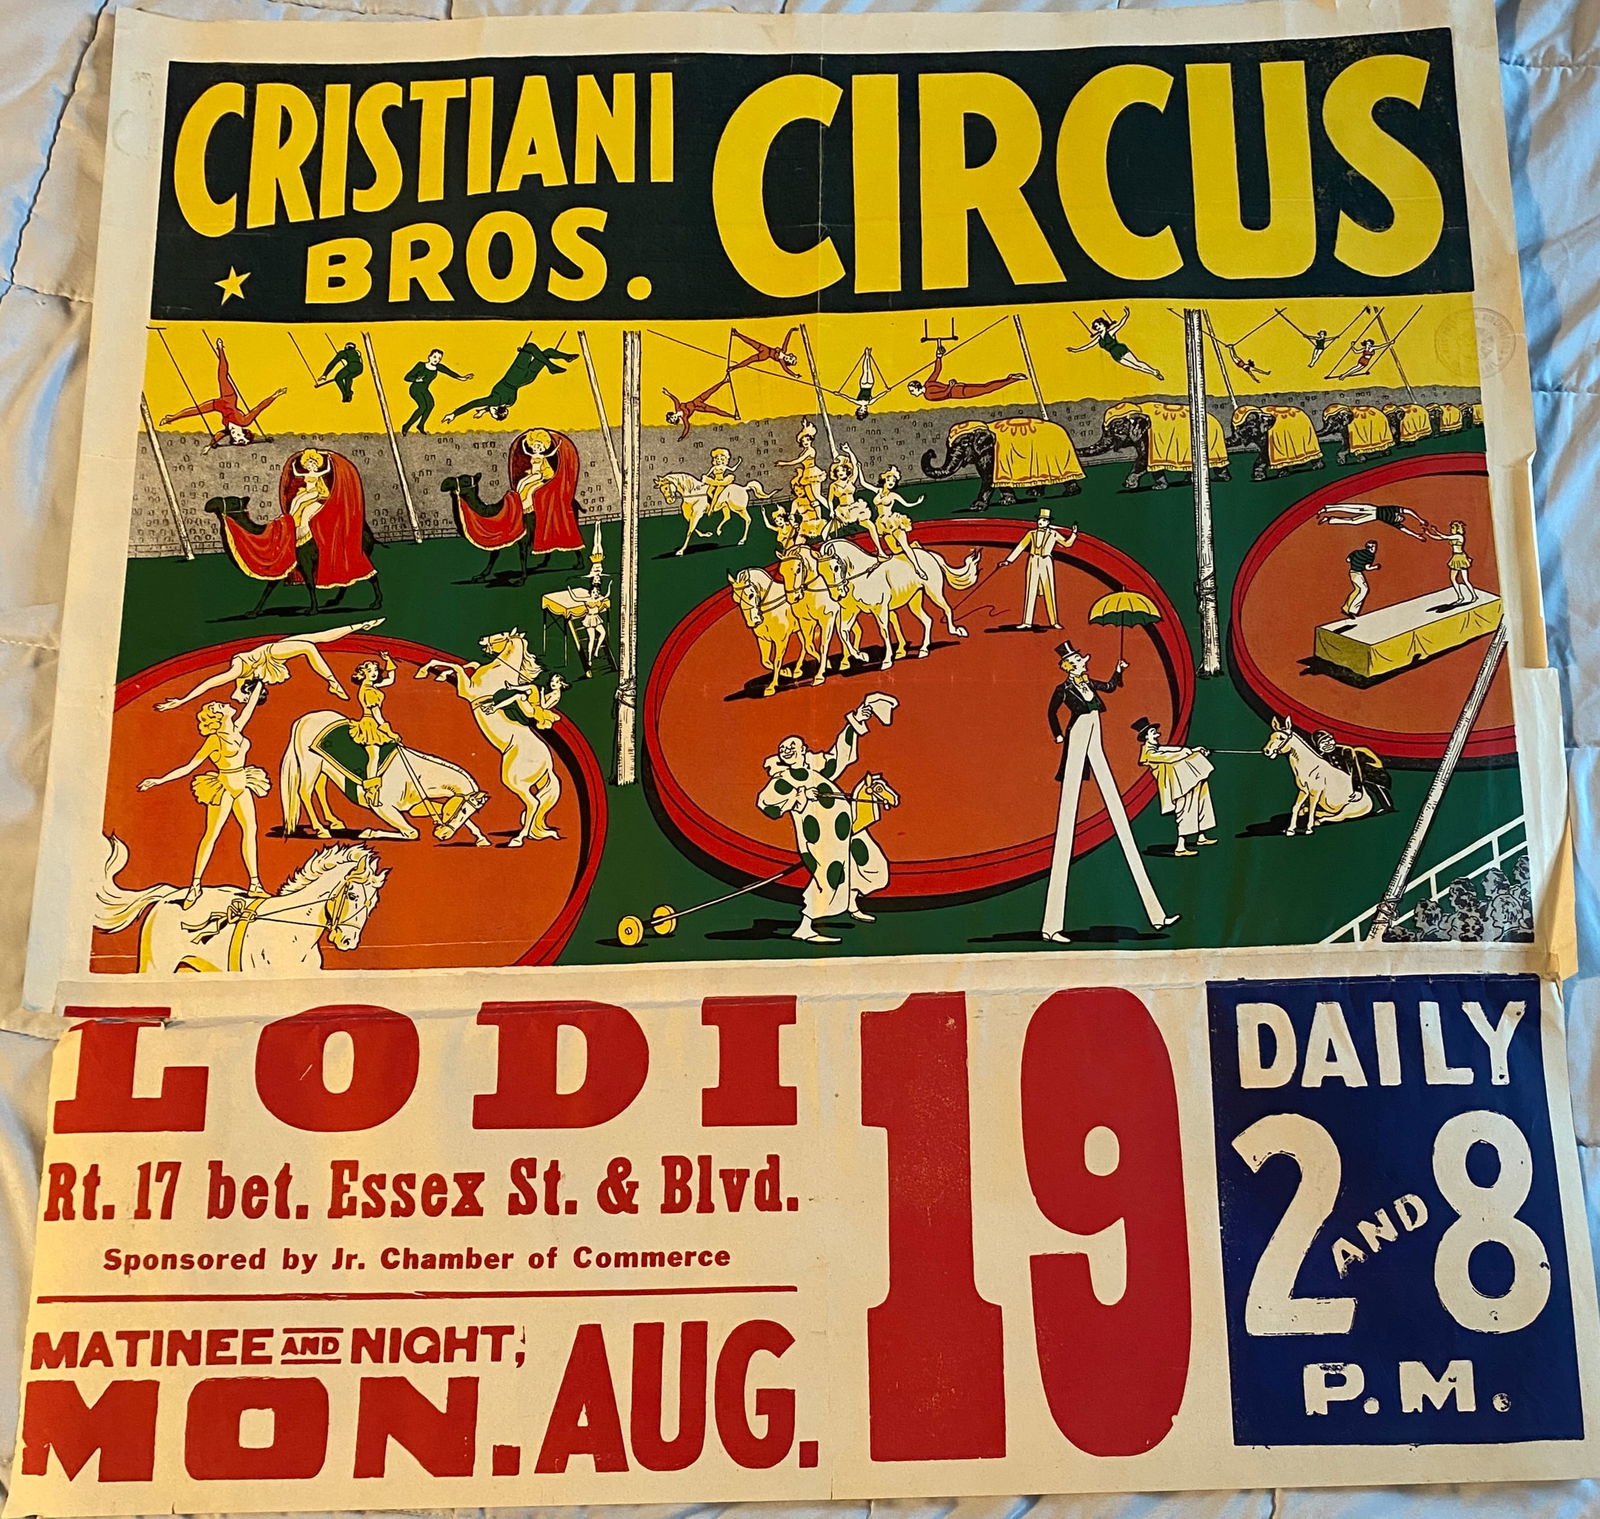 CRISTIANI
BROS.
CIRCUS
LODI
Rt. 17 bet. Essex St. & Blvd.
Sponsored by Jr. Chamber of Commerce
MATINEE AND NIGHT,
MON. AUG.
19
DAILY
2 AND 8
P.M.